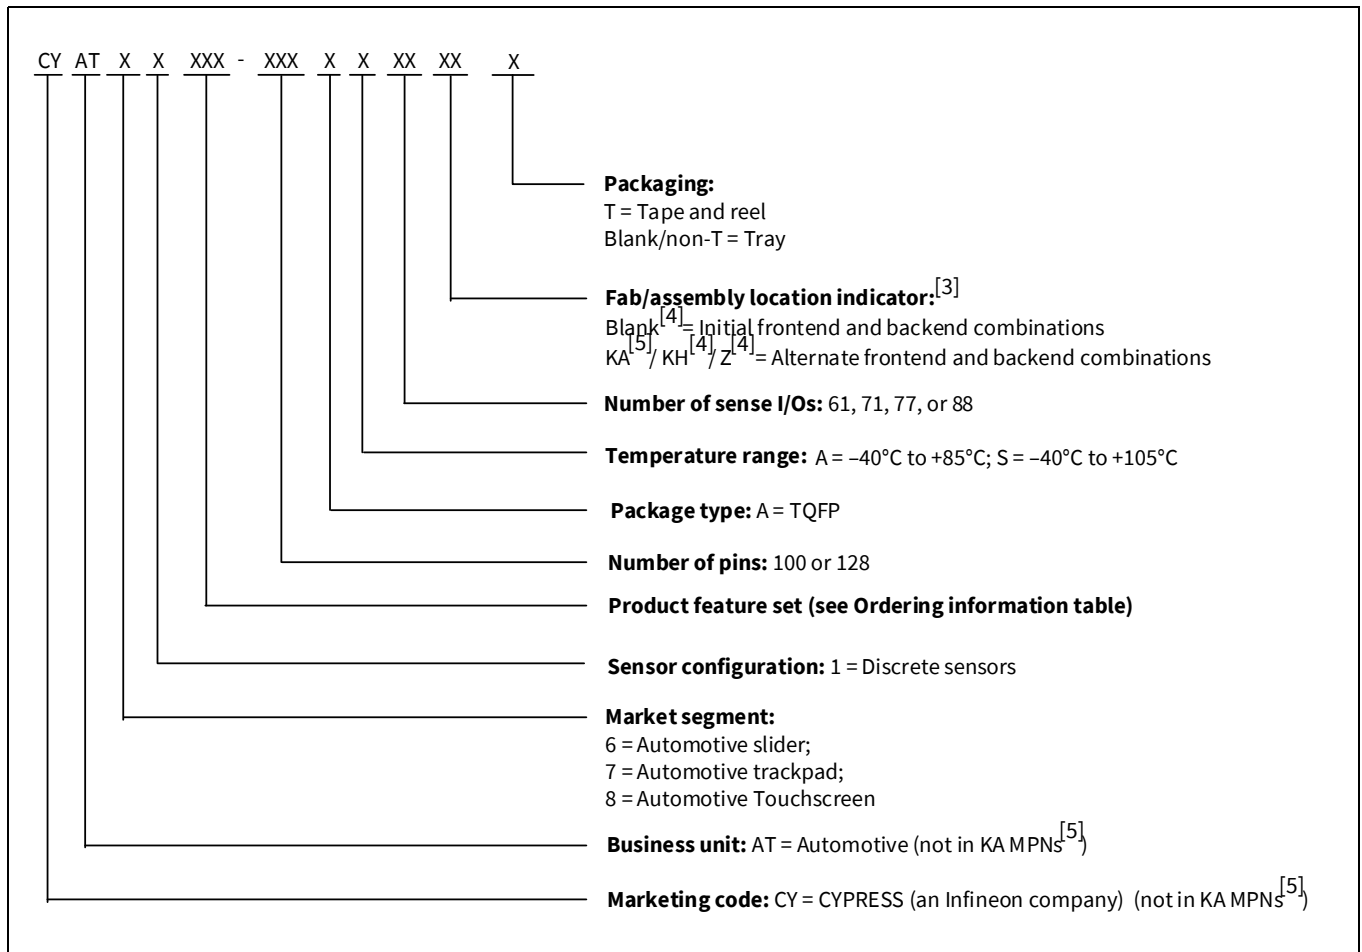 CY AT X X XXX - XXX X X XX XX X
Packaging:
T = Tape and reel
Blank/non-T = Tray
Fab/assembly location indicator:[3]
Blank[4] = Initial frontend and backend combinations
KA[5]/ KH[4]/ Z[4] = Alternate frontend and backend combinations
Number of sense I/Os: 61, 71, 77, or 88
Temperature range: A = –40°C to +85°C; S = –40°C to +105°C
Package type: A = TQFP
Number of pins: 100 or 128
Product feature set (see Ordering information table)
Sensor configuration: 1 = Discrete sensors
Market segment:
6 = Automotive slider;
7 = Automotive trackpad;
8 = Automotive Touchscreen
Business unit: AT = Automotive (not in KA MPNs[5])
Marketing code: CY = CYPRESS (an Infineon company) (not in KA MPNs[5])